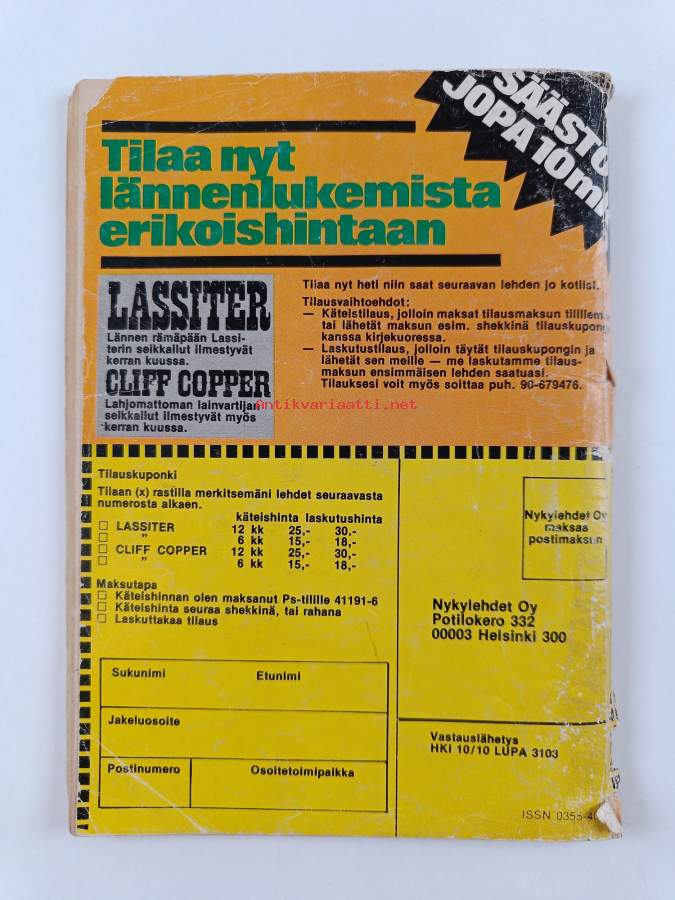 SÄÄSTÖ
JOPA 10 m
Tilaa nyt
lännenlukemista
erikoishintaan
LASSITER
Lännen rämäpään Lassi-
terin seikkailut ilmestyvät
kerran kuussa.
CLIFF COPPER
Lahjomattoman lainvartijan
seikkailut ilmestyvät myös
kerran kuussa.
Tilaa nyt heti niin saat seuraavan lehden jo kotiisi.
Tilausvaihtoehdot:
— Käteistilaus, jolloin maksat tilausmaksun tilillem
tai lähetät maksun esim. shekkinä tilauskupong
kanssa kirjekuoressa.
— Laskutustilaus, jolloin täytät tilauskupongin ja
lähetät sen meille — me laskutamme tilaus-
maksun ensimmäisen lehden saatuasi.
Tilauksesi voit myös soittaa puh. 90-679476.
Antikvariaatti.net
Tilauskuponki
Tilaan (x) rastilla merkitsemäni lehdet seuraavasta
numerosta alkaen.
käteishinta laskutushinta
LASSITER 12 kk 25,- 30,-
" 6 kk 15,- 18,-
CLIFF COPPER 12 kk 25,- 30,-
" 6 kk 15,- 18,-
Maksutapa
Käteishinnan olen maksanut Ps-tilille 41191-6
Käteishinta seuraa shekkinä, tai rahana
Laskuttakaa tilaus
Sukunimi Etunimi
Jakeluosoite
Postinumero Osoitetoimipaikka
Nykylehdet Oy
maksaa
postimaksun
Nykylehdet Oy
Potilokero 332
00003 Helsinki 300
Vastauslähetys
HKI 10/10 LUPA 3103
ISSN 0355-4